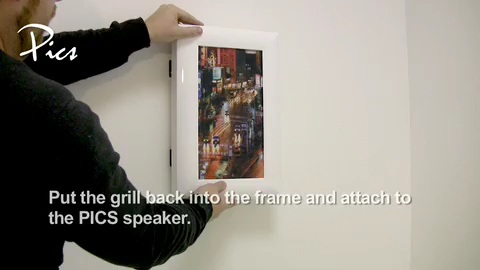 Pics
Put the grill back into the frame and attach to
the PICS speaker.